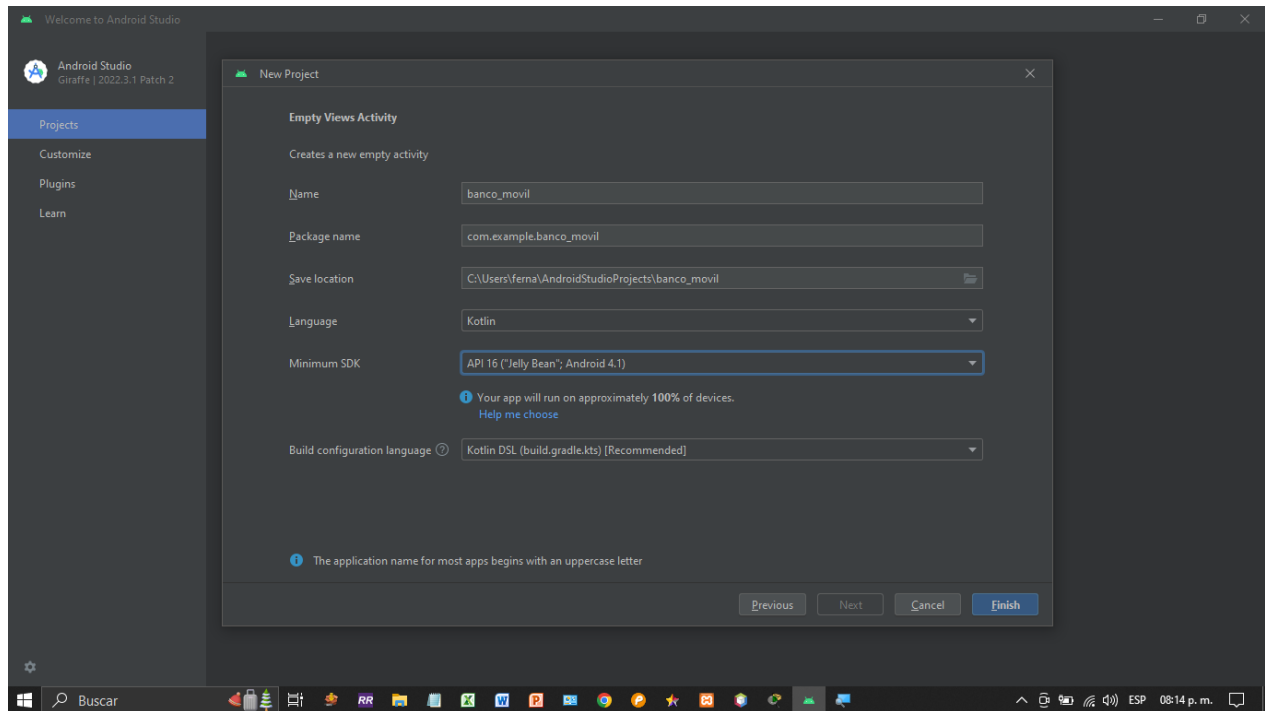 Welcome to Android Studio
Android Studio
Giraffe | 2022.3.1 Patch 2
Projects
Customize
Plugins
Learn
New Project
Empty Views Activity
Creates a new empty activity
Name banco_movil
Package name com.example.banco_movil
Save location C:\Users\ferna\AndroidStudioProjects\banco_movil
Language Kotlin
Minimum SDK API 16 ("Jelly Bean"; Android 4.1)
Your app will run on approximately 100% of devices.
Help me choose
Build configuration language ? Kotlin DSL (build.gradle.kts) [Recommended]
The application name for most apps begins with an uppercase letter
Previous Next Cancel Finish
Buscar RR X W P ESP 08:14 p. m.